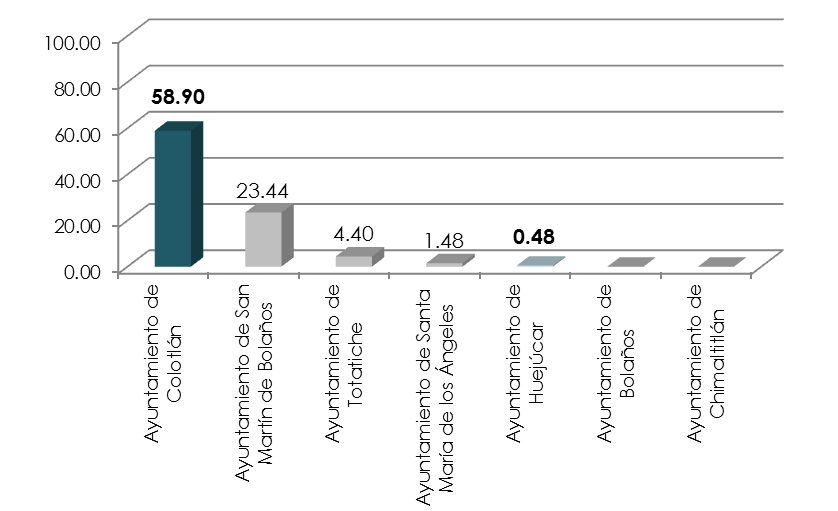 100.00
80.00
60.00
40.00
20.00
0.00
58.90
23.44
4.40
1.48
0.48
Ayuntamiento de
Colotlán
Ayuntamiento de San
Martín de Bolaños
Ayuntamiento de
Totatiche
Ayuntamiento de Santa
María de los Ángeles
Ayuntamiento de
Huejúcar
Ayuntamiento de
Bolaños
Ayuntamiento de
Chimaltitlán